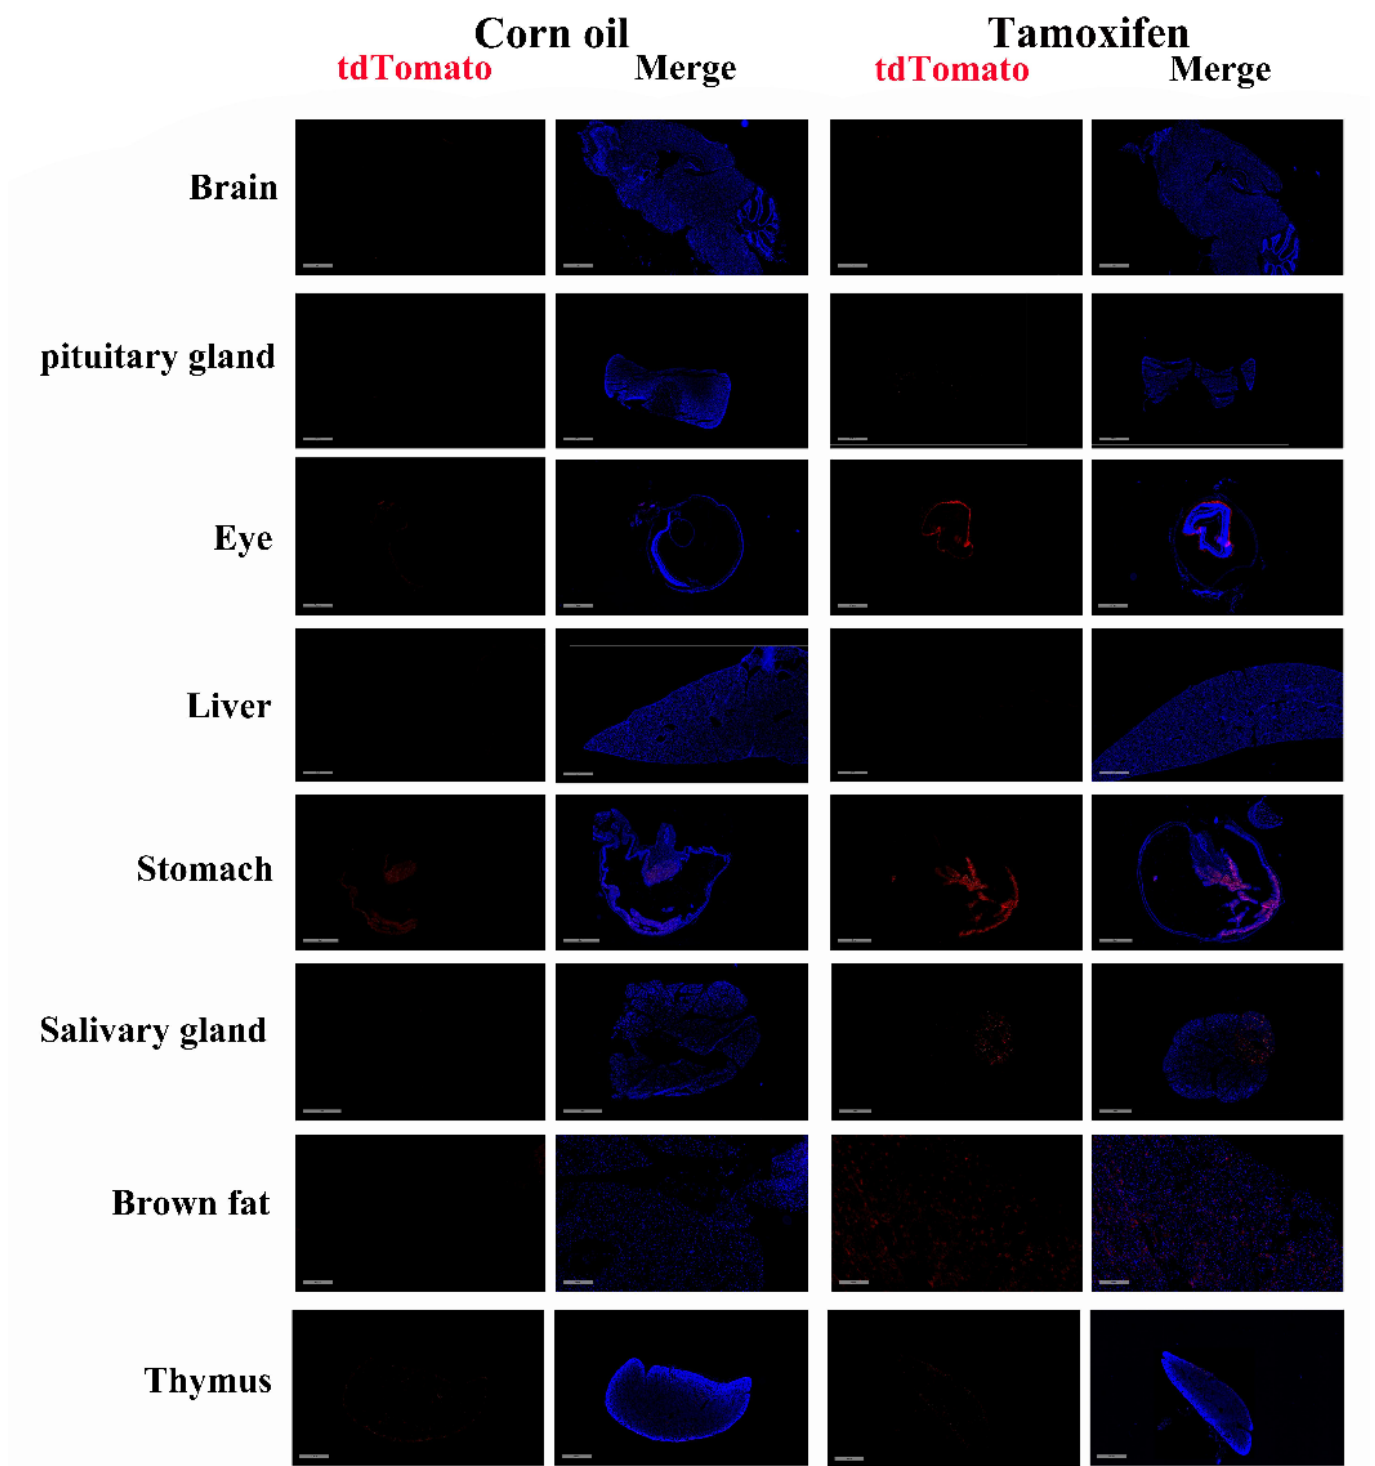 Corn oil Tamoxifen
tdTomato Merge tdTomato Merge
Brain
pituitary gland
Eye
Liver
Stomach
Salivary gland
Brown fat
Thymus